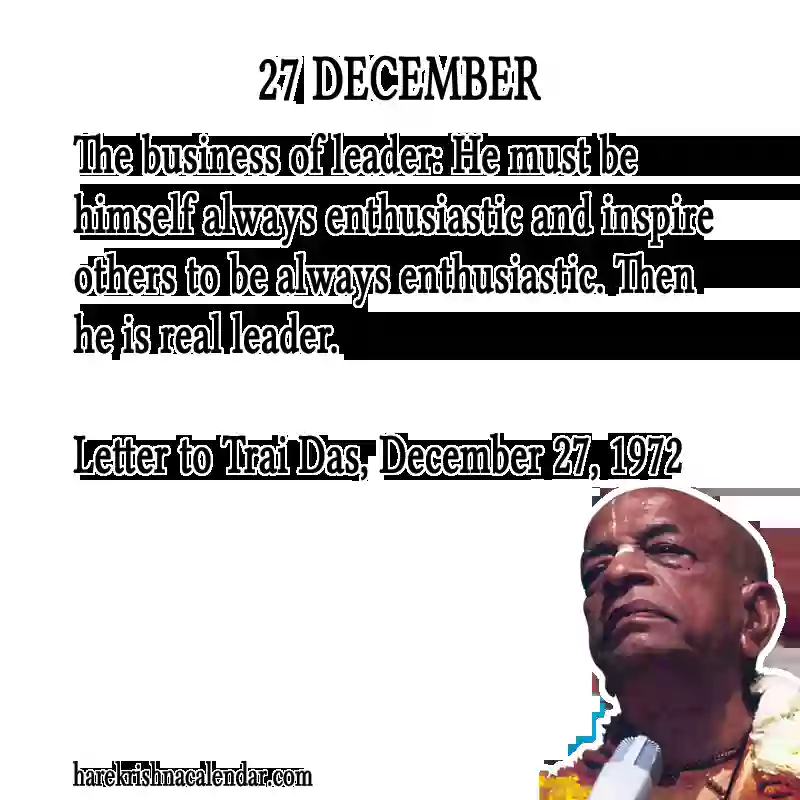 27 DECEMBER
The business of leader: He must be
himself always enthusiastic and inspire
others to be always enthusiastic. Then
he is real leader.
Letter to Trai Das, December 27, 1972
harekrishnacalendar.com